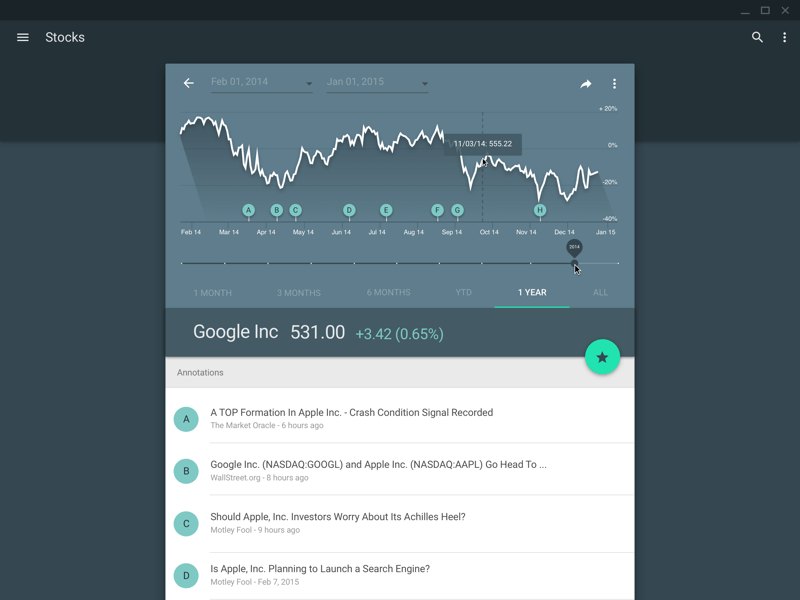 Stocks
Feb 01, 2014 Jan 01, 2015
+ 20%
11/03/14: 555.22
0%
-20%
A B C D E F G H
-40%
Feb 14 Mar 14 Apr 14 May 14 Jun 14 Jul 14 Aug 14 Sep 14 Oct 14 Nov 14 Dec 14 Jan 15
2014
1 MONTH 3 MONTHS 6 MONTHS YTD 1 YEAR ALL
Google Inc 531.00 +3.42 (0.65%)
Annotations
A
A TOP Formation In Apple Inc. - Crash Condition Signal Recorded
The Market Oracle - 6 hours ago
B
Google Inc. (NASDAQ:GOOGL) and Apple Inc. (NASDAQ:AAPL) Go Head To ...
WallStreet.org - 8 hours ago
C
Should Apple, Inc. Investors Worry About Its Achilles Heel?
Motley Fool - 9 hours ago
D
Is Apple, Inc. Planning to Launch a Search Engine?
Motley Fool - Feb 7, 2015